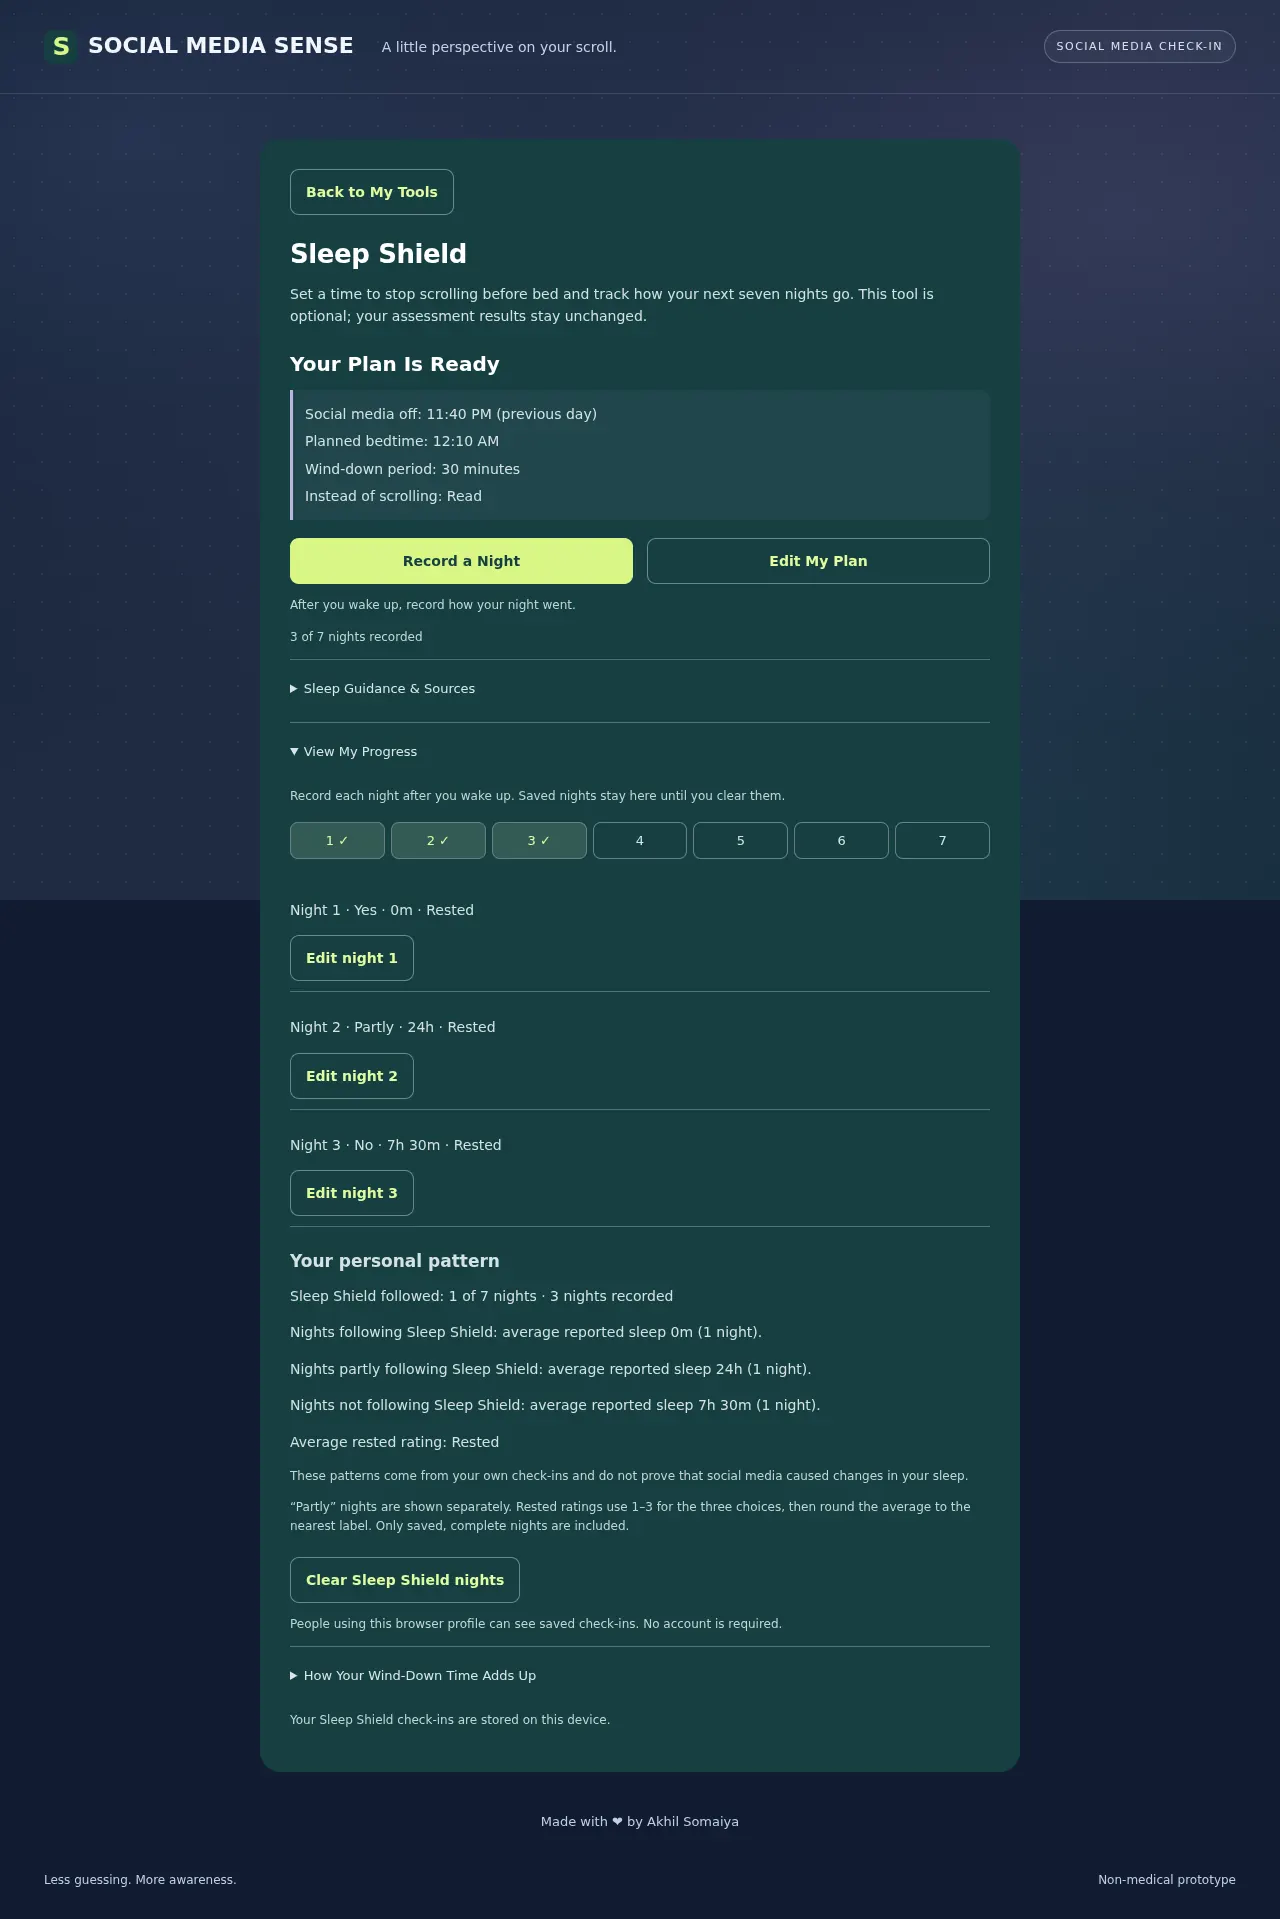 S SOCIAL MEDIA SENSE A little perspective on your scroll. SOCIAL MEDIA CHECK-IN
Back to My Tools
Sleep Shield
Set a time to stop scrolling before bed and track how your next seven nights go. This tool is
optional; your assessment results stay unchanged.
Your Plan Is Ready
Social media off: 11:40 PM (previous day)
Planned bedtime: 12:10 AM
Wind-down period: 30 minutes
Instead of scrolling: Read
Record a Night Edit My Plan
After you wake up, record how your night went.
3 of 7 nights recorded
▶ Sleep Guidance & Sources
▼ View My Progress
Record each night after you wake up. Saved nights stay here until you clear them.
1 ✓ 2 ✓ 3 ✓ 4 5 6 7
Night 1 · Yes · 0m · Rested
Edit night 1
Night 2 · Partly · 24h · Rested
Edit night 2
Night 3 · No · 7h 30m · Rested
Edit night 3
Your personal pattern
Sleep Shield followed: 1 of 7 nights · 3 nights recorded
Nights following Sleep Shield: average reported sleep 0m (1 night).
Nights partly following Sleep Shield: average reported sleep 24h (1 night).
Nights not following Sleep Shield: average reported sleep 7h 30m (1 night).
Average rested rating: Rested
These patterns come from your own check-ins and do not prove that social media caused changes in your sleep.
“Partly” nights are shown separately. Rested ratings use 1–3 for the three choices, then round the average to the
nearest label. Only saved, complete nights are included.
Clear Sleep Shield nights
People using this browser profile can see saved check-ins. No account is required.
▶ How Your Wind-Down Time Adds Up
Your Sleep Shield check-ins are stored on this device.
Made with ❤ by Akhil Somaiya
Less guessing. More awareness. Non-medical prototype